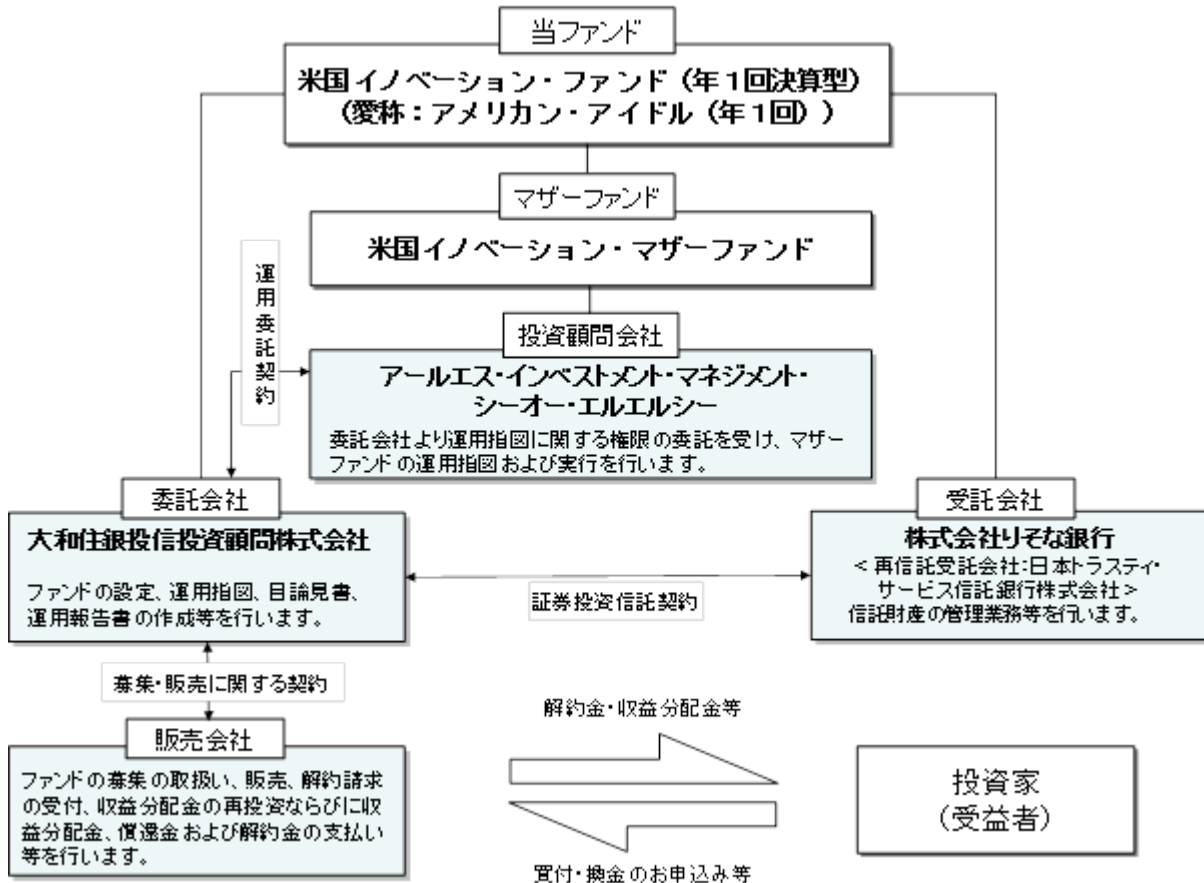 当ファンド
米国イノベーション・ファンド（年１回決算型）
（愛称：アメリカン・アイドル（年１回））
マザーファンド
米国イノベーション・マザーファンド
運用委託契約
投資顧問会社
アールエス・インベストメント・マネジメント・
シーオー・エルエルシー
委託会社より運用指図に関する権限の委託を受け、マザー
ファンドの運用指図および実行を行います。
委託会社
大和住銀投信投資顧問株式会社
ファンドの設定、運用指図、目論見書、
運用報告書の作成等を行います。
証券投資信託契約
受託会社
株式会社りそな銀行
＜再信託受託会社：日本トラスティ・
サービス信託銀行株式会社＞
信託財産の管理業務等を行います。
募集・販売に関する契約
販売会社
ファンドの募集の取扱い、販売、解約請求
の受付、収益分配金の再投資ならびに収
益分配金、償還金および解約金の支払い
等を行います。
解約金・収益分配金等
買付・換金のお申込み等
投資家
（受益者）